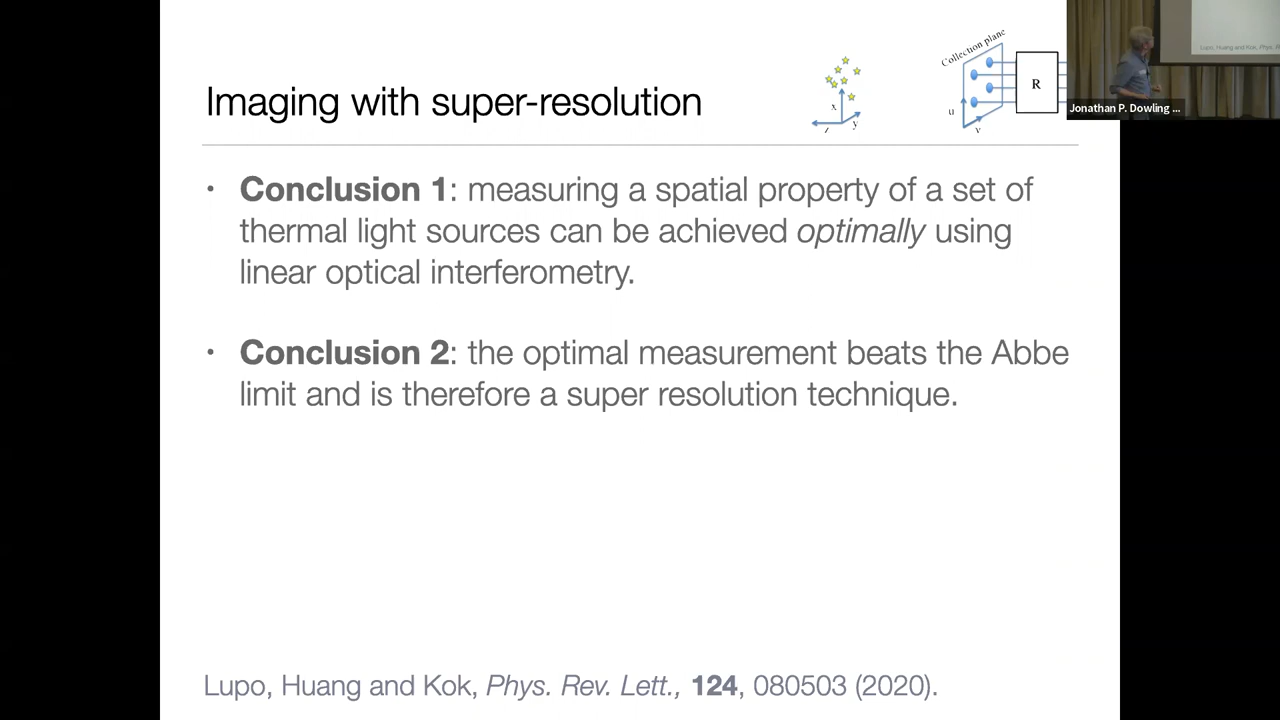 Imaging with super-resolution
x
y
z
Collection plane
u
v
R
Jonathan P. Dowling ...
• Conclusion 1: measuring a spatial property of a set of
thermal light sources can be achieved optimally using
linear optical interferometry.
• Conclusion 2: the optimal measurement beats the Abbe
limit and is therefore a super resolution technique.
Lupo, Huang and Kok, Phys. Rev. Lett., 124, 080503 (2020).